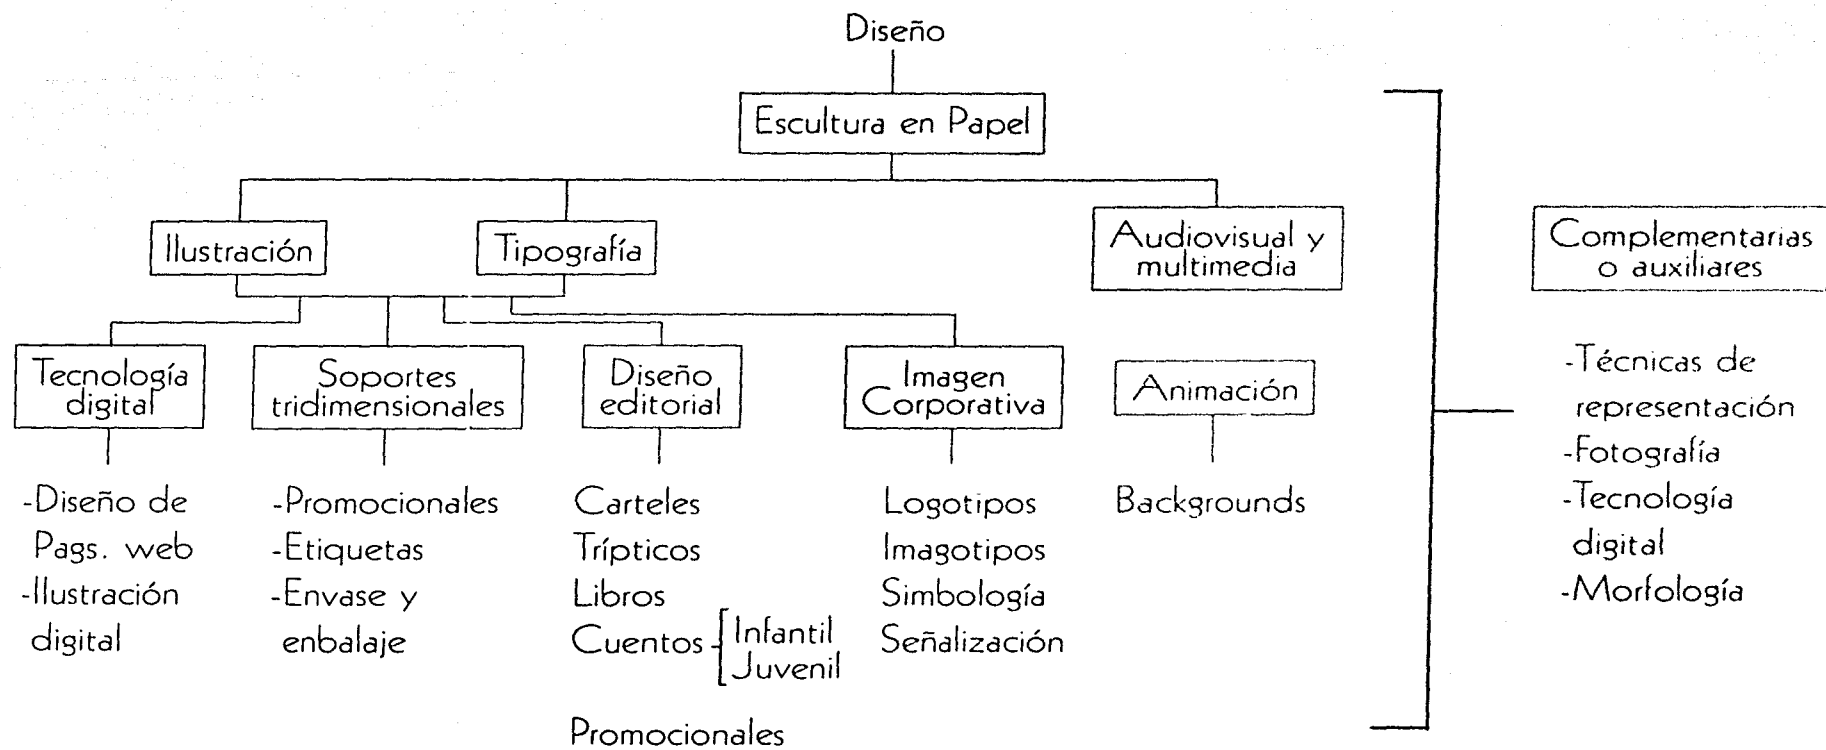 Diseño
Escultura en Papel
Ilustración
Tipografía
Audiovisual y
multimedia
Complementarias
o auxiliares
Tecnología
digital
Soportes
tridimensionales
Diseño
editorial
Imagen
Corporativa
Animación
-Diseño de
Pags. web
-Ilustración
digital
-Promocionales
-Etiquetas
-Envase y
enbalaje
Carteles
Trípticos
Libros
Cuentos
Infantil
Juvenil
Promocionales
Logotipos
Imagotipos
Simbología
Señalización
Backgrounds
-Técnicas de
representación
-Fotografía
-Tecnología
digital
-Morfología